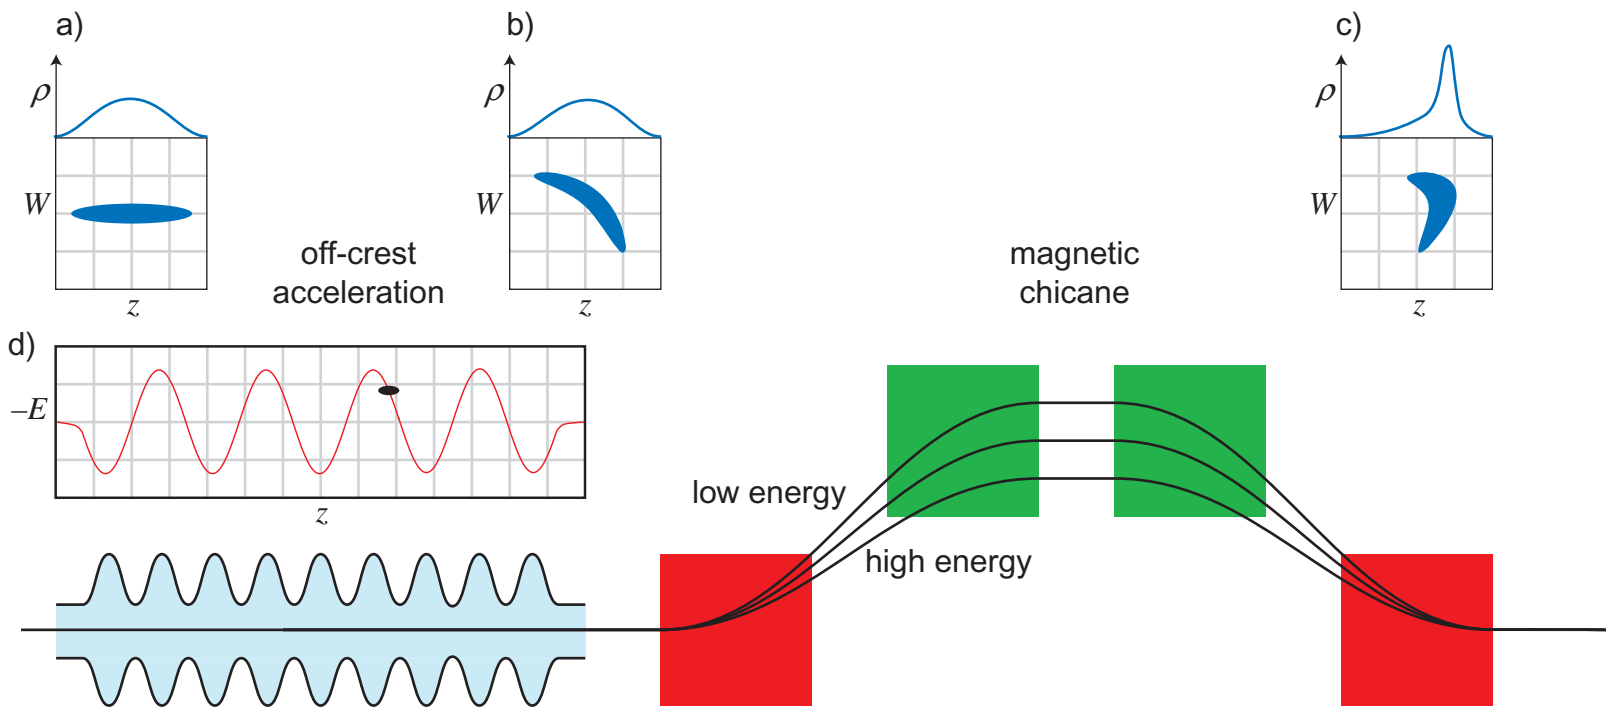 a)
b)
c)
ρ
ρ
ρ
W
W
W
z
z
z
off-crest
acceleration
magnetic
chicane
d)
–E
z
low energy
high energy